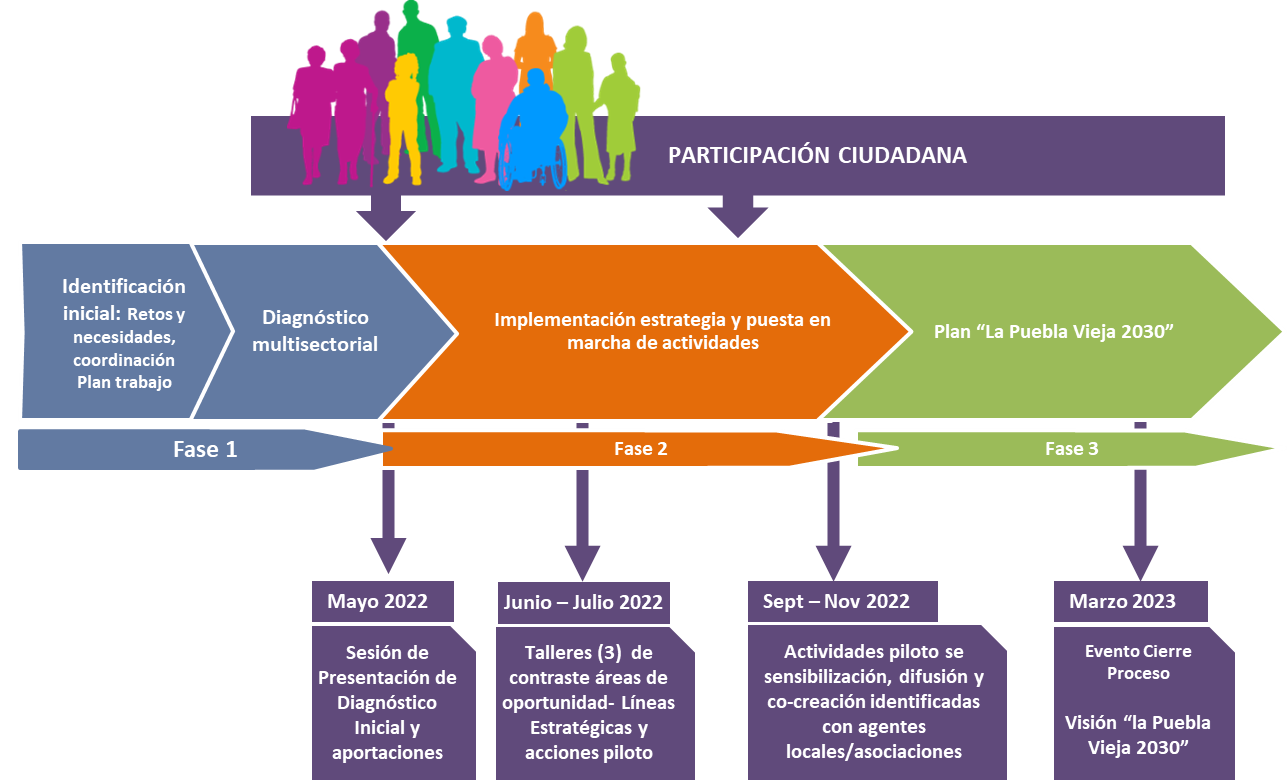 PARTICIPACIÓN CIUDADANA
Identificación
inicial: Retos y
necesidades,
coordinación
Plan trabajo
Diagnóstico
multisectorial
Implementación estrategia y puesta en
marcha de actividades
Plan “La Puebla Vieja 2030”
Fase 1
Fase 2
Fase 3
Mayo 2022
Sesión de
Presentación de
Diagnóstico
Inicial y
aportaciones
Junio – Julio 2022
Talleres (3) de
contraste áreas de
oportunidad- Líneas
Estratégicas y
acciones piloto
Sept – Nov 2022
Actividades piloto se
sensibilización, difusión y
co-creación identificadas
con agentes
locales/asociaciones
Marzo 2023
Evento Cierre
Proceso
Visión “la Puebla
Vieja 2030”